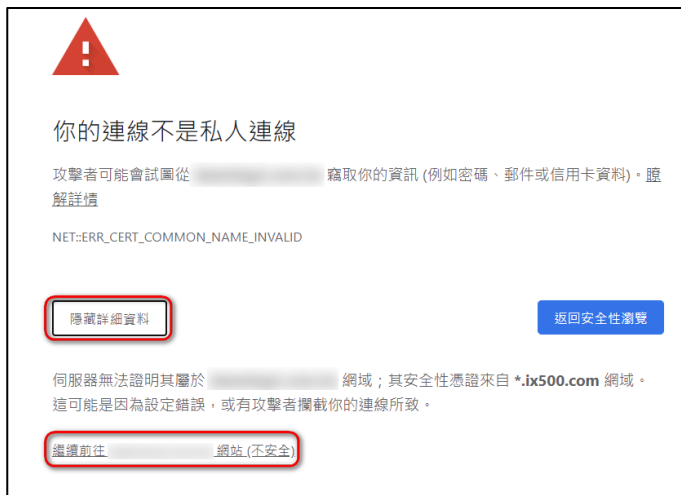 你的連線不是私人連線
攻擊者可能會試圖從 竊取你的資訊 (例如密碼、郵件或信用卡資料)。瞭
解詳情
NET::ERR_CERT_COMMON_NAME_INVALID
隱藏詳細資料
返回安全性瀏覽
伺服器無法證明其屬於 網域；其安全性憑證來自 *.ix500.com 網域。
這可能是因為設定錯誤，或有攻擊者攔截你的連線所致。
繼續前往 網站 (不安全)